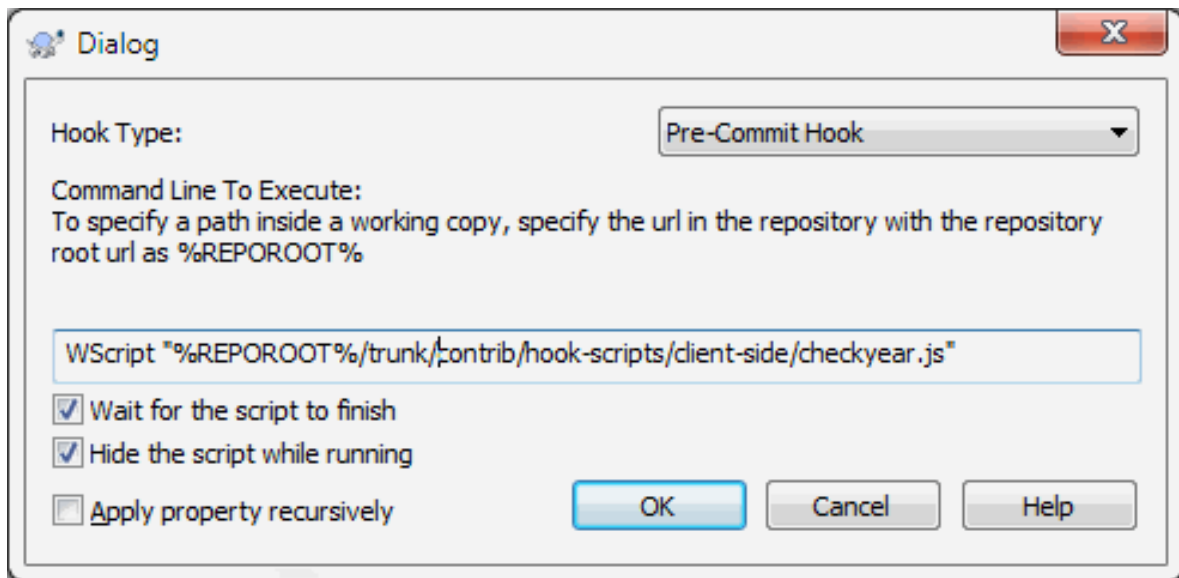 Dialog
Hook Type:
Pre-Commit Hook
Command Line To Execute:
To specify a path inside a working copy, specify the url in the repository with the repository
root url as %REPOROOT%
WScript "%REPOROOT%/trunk/contrib/hook-scripts/client-side/checkyear.js"
Wait for the script to finish
Hide the script while running
Apply property recursively
OK
Cancel
Help